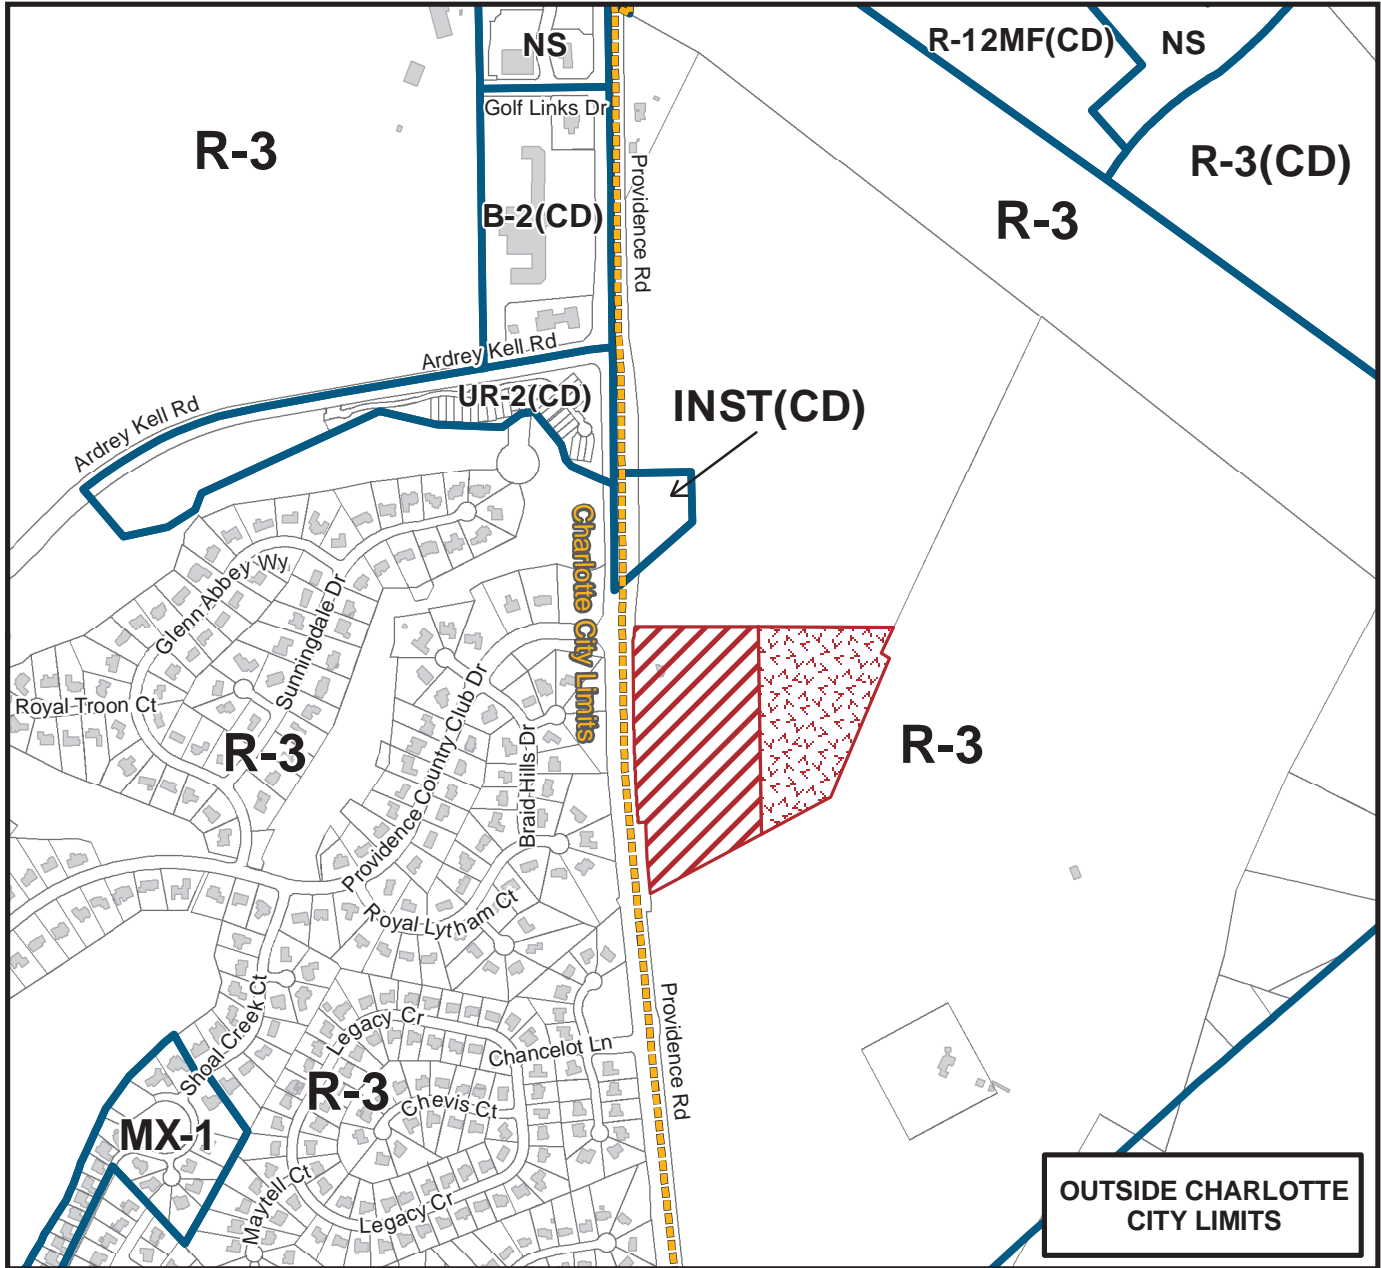 NS
R-12MF(CD)
NS
Golf Links Dr
R-3
R-3(CD)
Providence Rd
B-2(CD)
R-3
Ardrey Kell Rd
UR-2(CD)
INST(CD)
Ardrey Kell Rd
Charlotte City Limits
Glenn Abbey Wy
Sunningdale Dr
Royal Troon Ct
R-3
Providence Country Club Dr
Braid Hills Dr
R-3
Royal Lytham Ct
Shoal Creek Ct
Providence Rd
Legacy Cr
Chancelot Ln
R-3
Chevis Ct
MX-1
Maytell Ct
Legacy Cr
OUTSIDE CHARLOTTE
CITY LIMITS